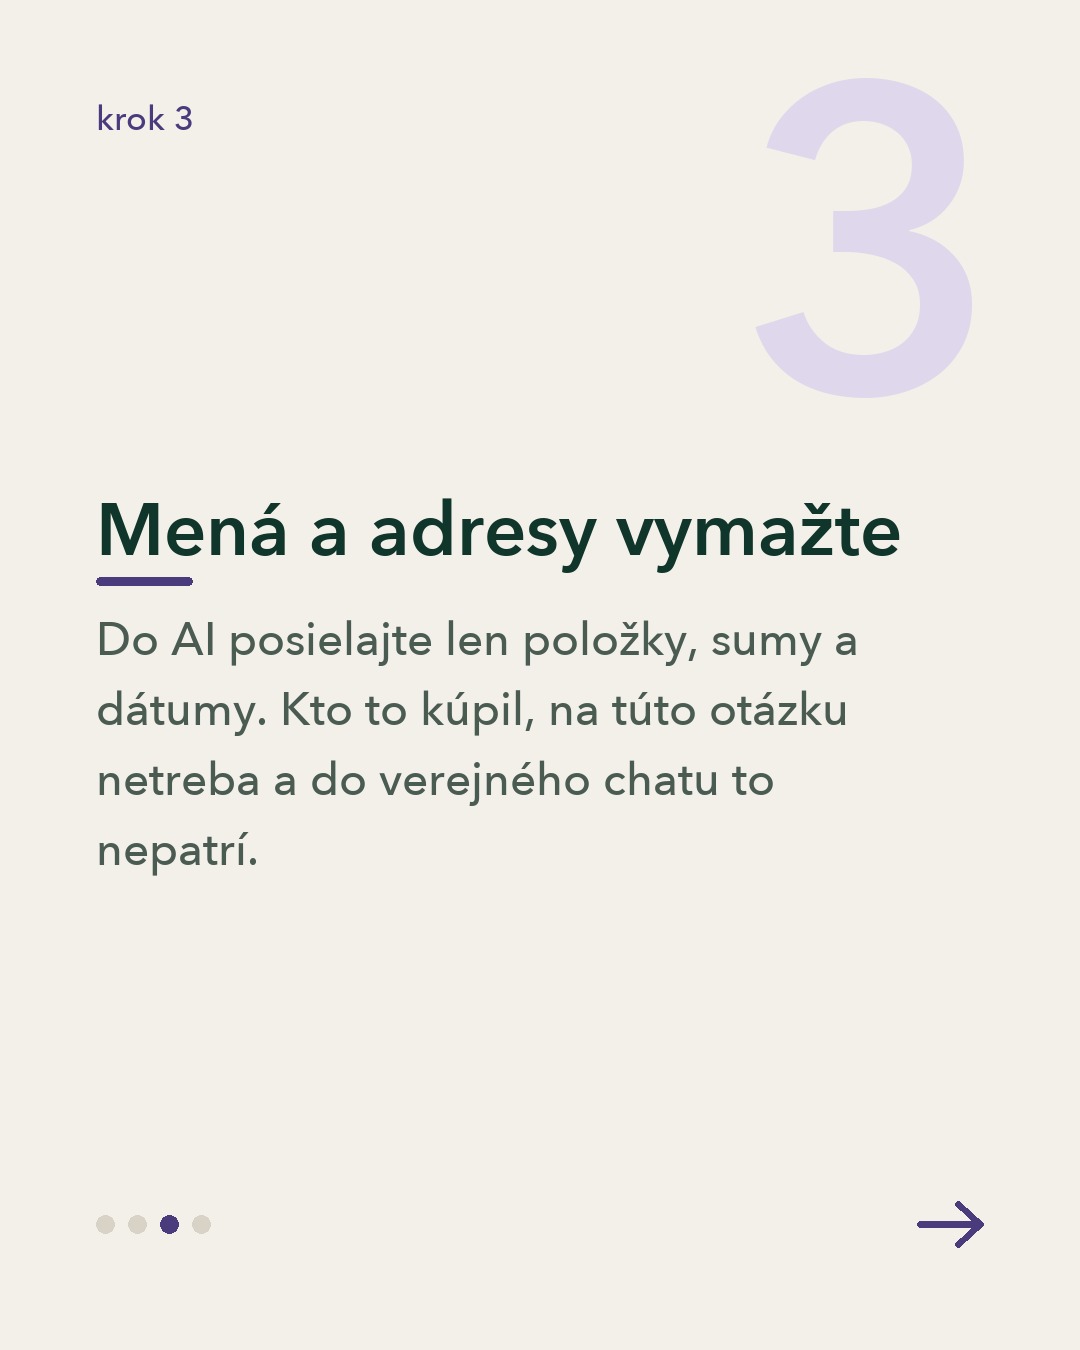 krok 3
3
Mená a adresy vymažte
Do AI posielajte len položky, sumy a
dátumy. Kto to kúpil, na túto otázku
netreba a do verejného chatu to
nepatrí.